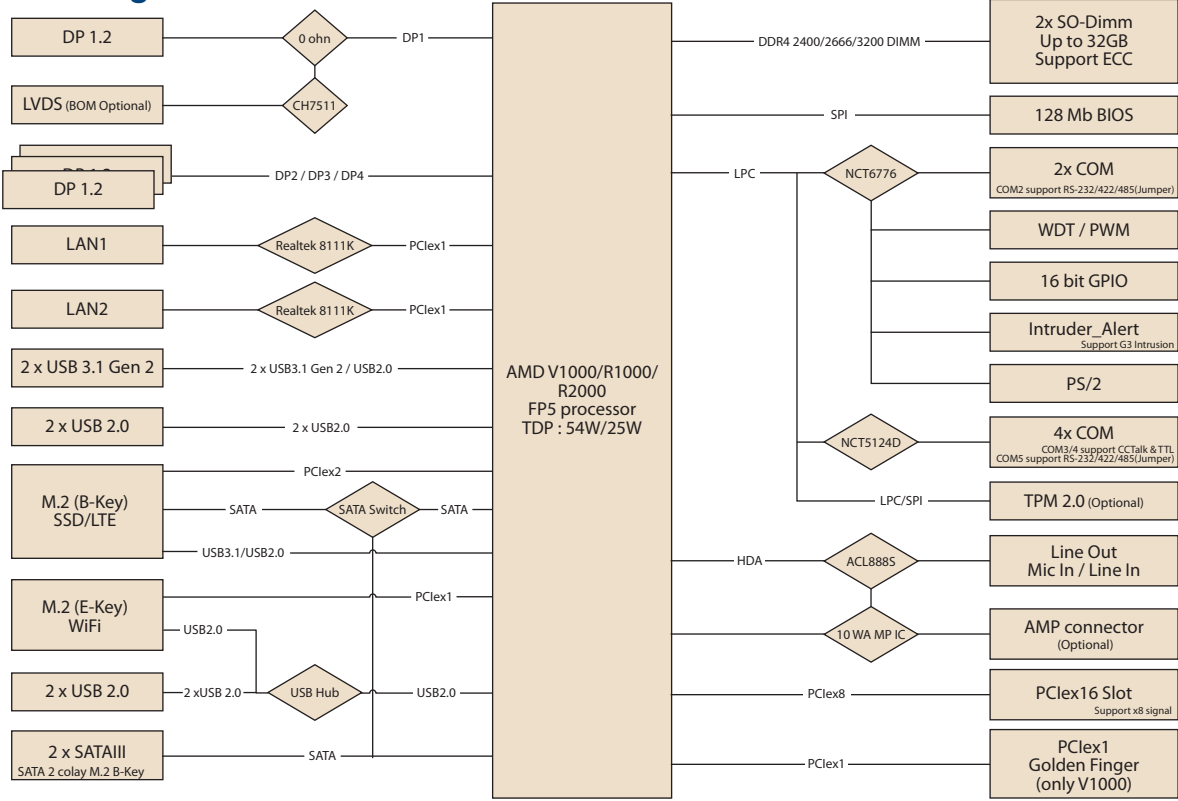 DP 1.2
0 ohn
DP1
LVDS (BOM Optional)
CH7511
DP 1.2
DP2 / DP3 / DP4
LAN1
Realtek 8111K
PCIex1
LAN2
Realtek 8111K
PCIex1
2 x USB 3.1 Gen 2
2 x USB3.1 Gen 2 / USB2.0
2 x USB 2.0
2 x USB2.0
M.2 (B-Key)
SSD/LTE
PCIex2
SATA
SATA Switch
SATA
USB3.1/USB2.0
M.2 (E-Key)
WiFi
PCIex1
USB2.0
2 x USB 2.0
2 xUSB 2.0
USB Hub
USB2.0
2 x SATAIII
SATA 2 colay M.2 B-Key
SATA
AMD V1000/R1000/
R2000
FP5 processor
TDP : 54W/25W
DDR4 2400/2666/3200 DIMM
2x SO-Dimm
Up to 32GB
Support ECC
SPI
128 Mb BIOS
LPC
NCT6776
2x COM
COM2 support RS-232/422/485(Jumper)
WDT / PWM
16 bit GPIO
Intruder_Alert
Support G3 Intrusion
PS/2
NCT5124D
4x COM
COM3/4 support CCTalk & TTL
COM5 support RS-232/422/485(Jumper)
LPC/SPI
TPM 2.0 (Optional)
HDA
ACL888S
Line Out
Mic In / Line In
10 WA MP IC
AMP connector
(Optional)
PCIex8
PCIex16 Slot
Support x8 signal
PCIex1
PCIex1
Golden Finger
(only V1000)